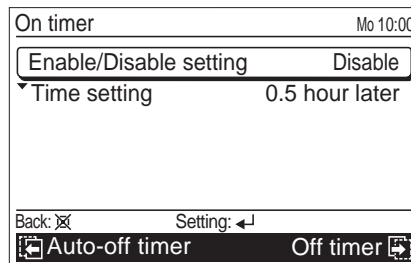 On timer Mo 10:00
Enable/Disable setting Disable
Time setting 0.5 hour later
Back: Setting:
Auto-off timer Off timer